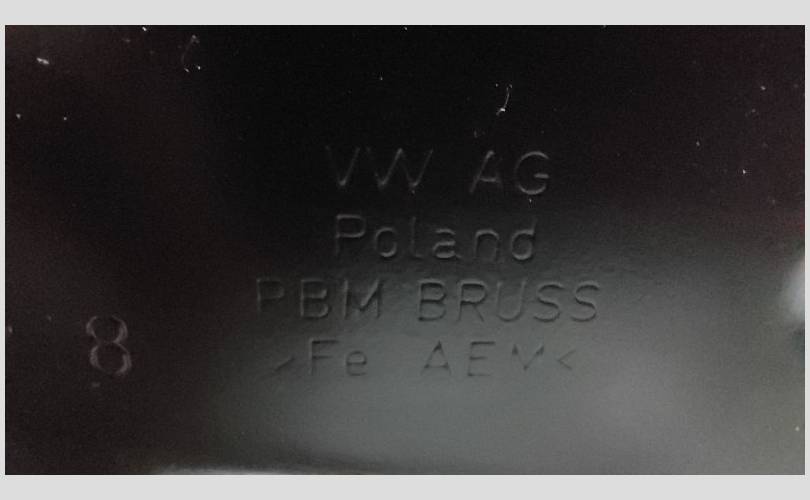 VW AG
Poland
PBM BRUSS
>Fe AEM<
8